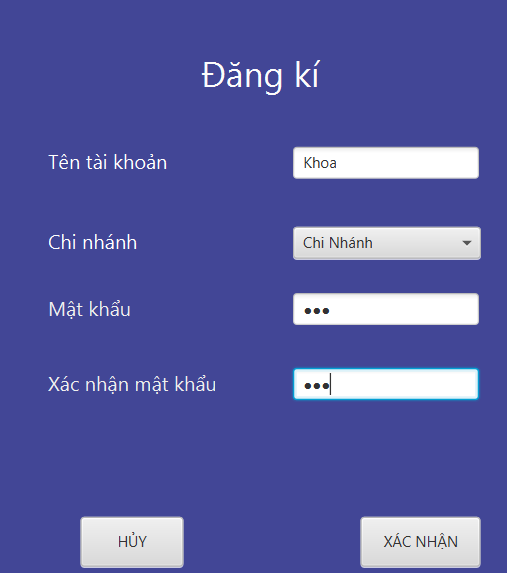 Đăng kí
Tên tài khoản Khoa
Chi nhánh Chi Nhánh
Mật khẩu •••
Xác nhận mật khẩu •••
HỦY XÁC NHẬN